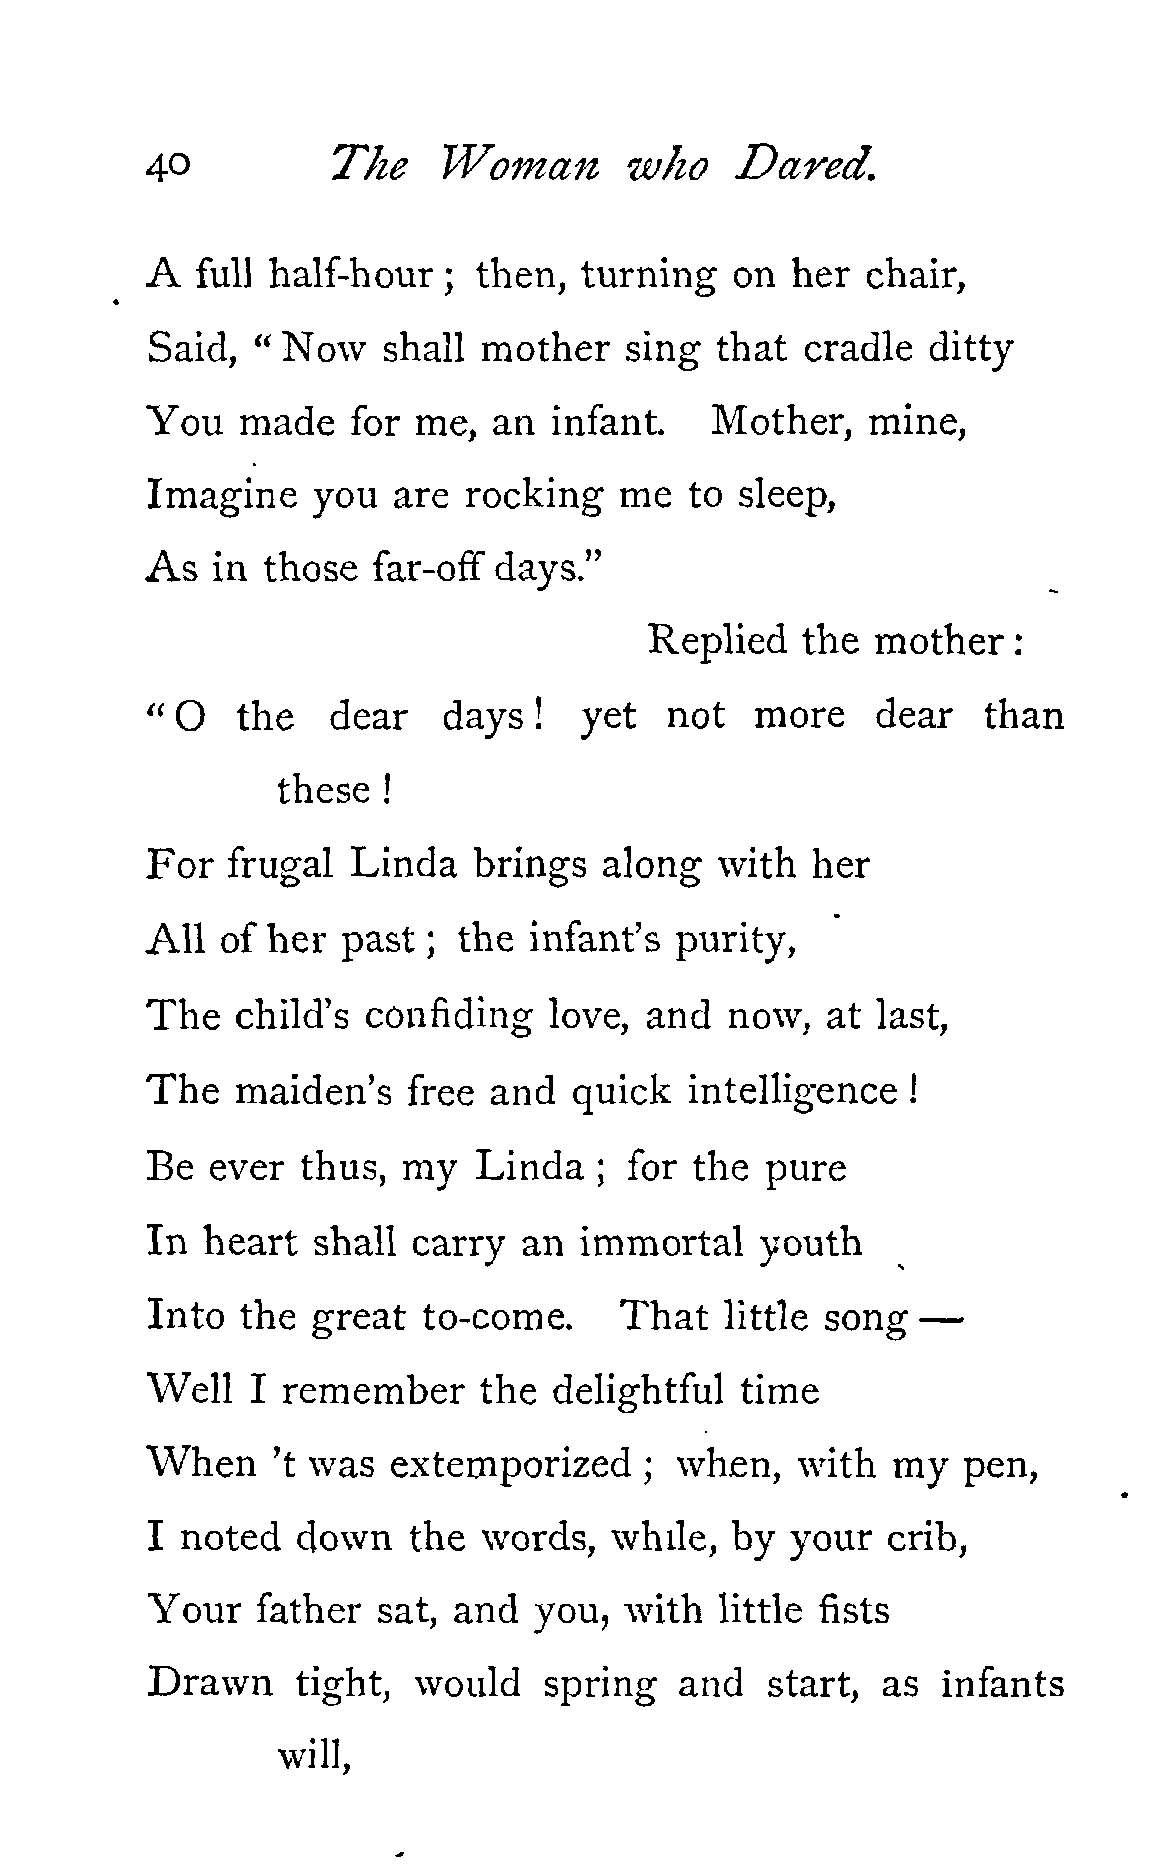 40 The Woman who Dared.
A full half-hour ; then, turning on her chair,
Said, “ Now shall mother sing that cradle ditty
You made for me, an infant. Mother, mine,
Imagine you are rocking me to sleep,
As in those far-off days.”
Replied the mother :
“ O the dear days ! yet not more dear than
these !
For frugal Linda brings along with her
All of her past ; the infant’s purity,
The child’s confiding love, and now, at last,
The maiden’s free and quick intelligence !
Be ever thus, my Linda ; for the pure
In heart shall carry an immortal youth
Into the great to-come. That little song —
Well I remember the delightful time
When ’t was extemporized ; when, with my pen,
I noted down the words, while, by your crib,
Your father sat, and you, with little fists
Drawn tight, would spring and start, as infants
will,